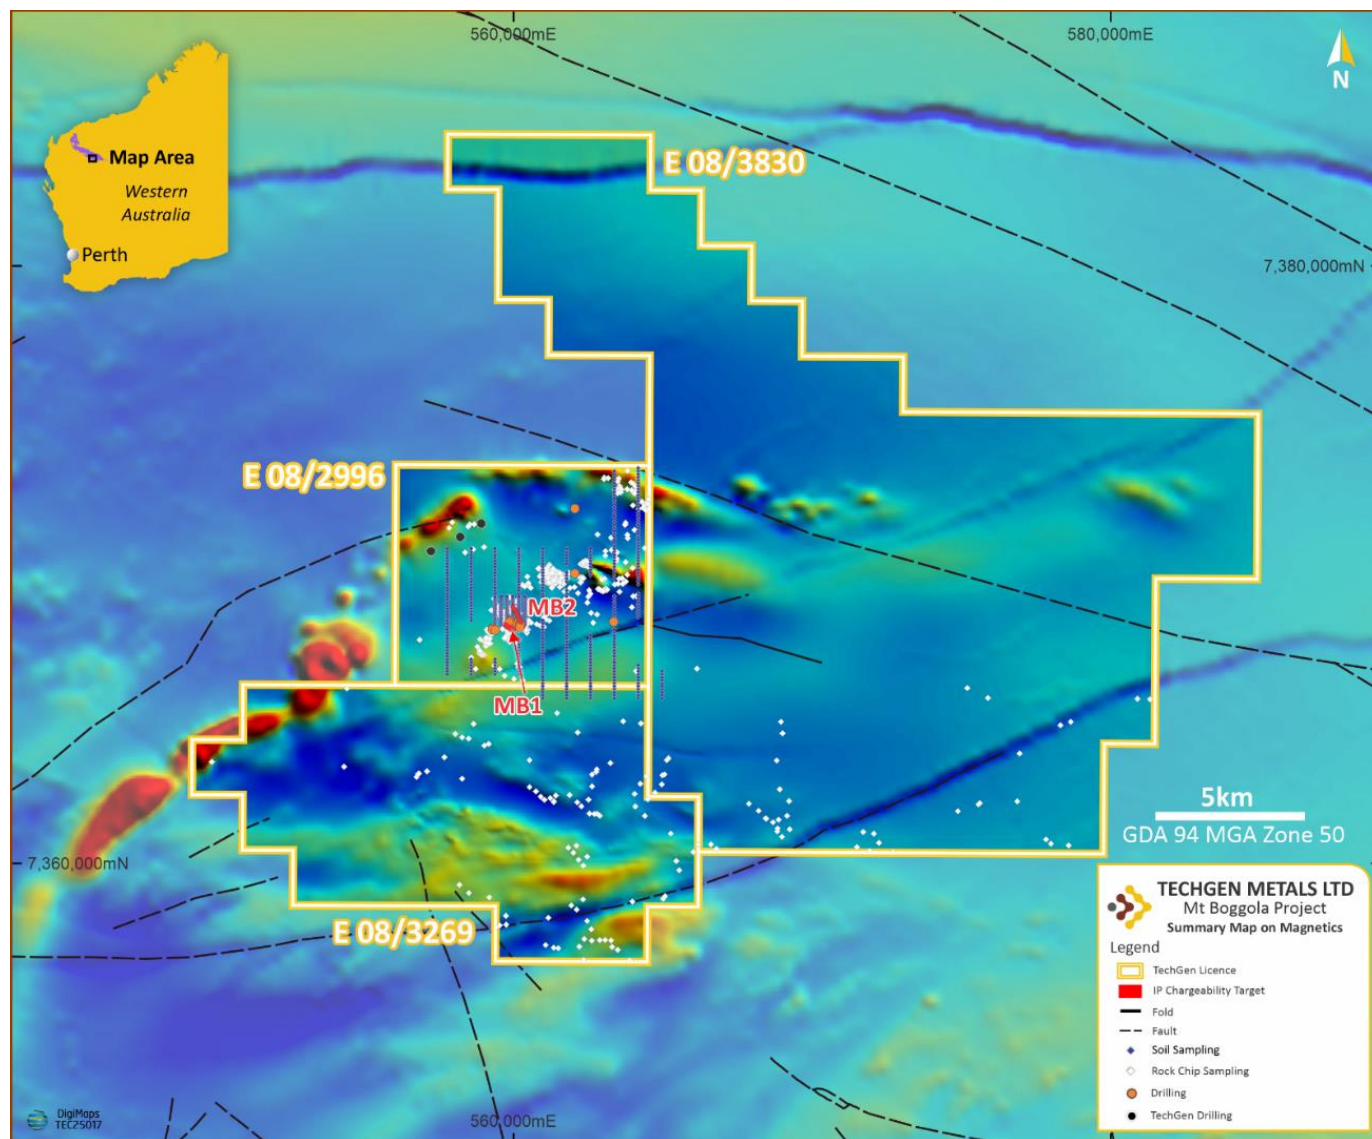 560,000mE
580,000mE
N
Map Area
Western
Australia
Perth
E 08/3830
7,380,000mN
E 08/2996
MB2
MB1
5km
GDA 94 MGA Zone 50
7,360,000mN
E 08/3269
TECHGEN METALS LTD
Mt Boggola Project
Summary Map on Magnetics
Legend
TechGen Licence
IP Chargeability Target
Fold
Fault
Soil Sampling
Rock Chip Sampling
Drilling
TechGen Drilling
DigiMaps
TEC25017
560,000mE